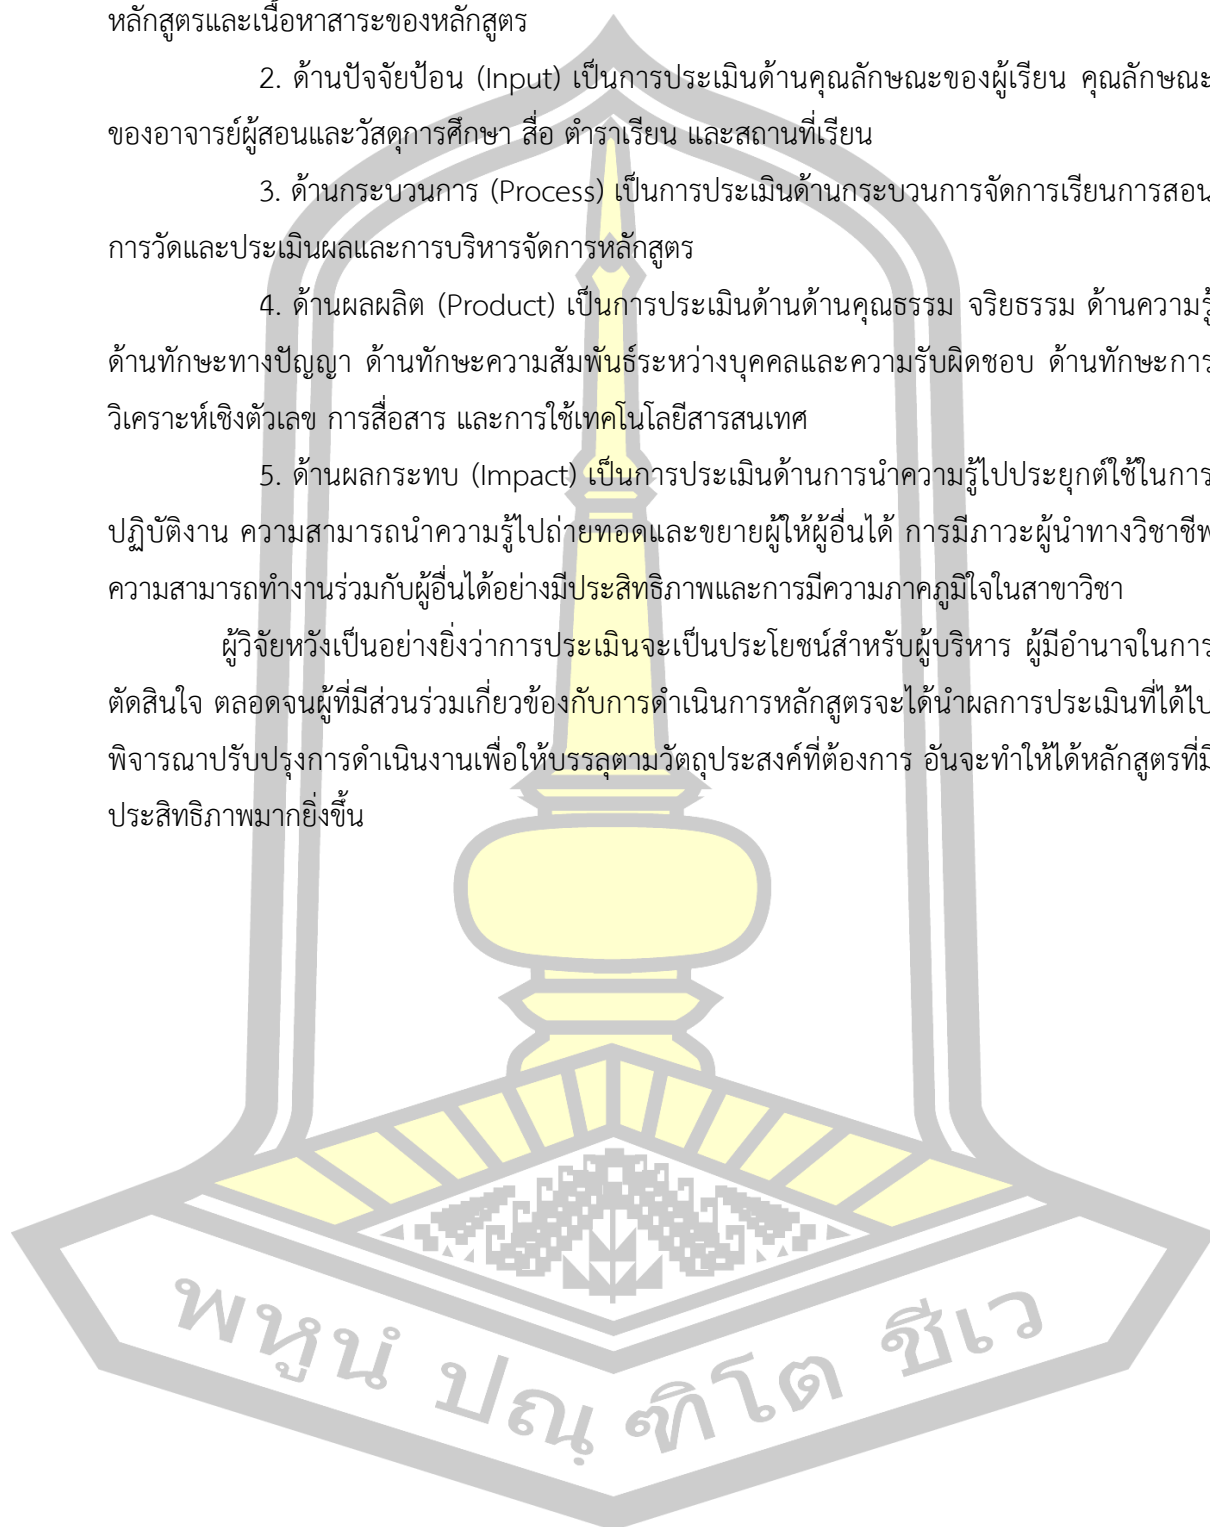 หลักสูตรและเนื้อหาสาระของหลักสูตร
2. ด้านปัจจัยป้อน (Input) เป็นการประเมินด้านคุณลักษณะของผู้เรียน คุณลักษณะ
ของอาจารย์ผู้สอนและวัสดุการศึกษา สื่อ ตำราเรียน และสถานที่เรียน
3. ด้านกระบวนการ (Process) เป็นการประเมินด้านกระบวนการจัดการเรียนการสอน
การวัดและประเมินผลและการบริหารจัดการหลักสูตร
4. ด้านผลผลิต (Product) เป็นการประเมินด้านด้านคุณธรรม จริยธรรม ด้านความรู้
ด้านทักษะทางปัญญา ด้านทักษะความสัมพันธ์ระหว่างบุคคลและความรับผิดชอบ ด้านทักษะการ
วิเคราะห์เชิงตัวเลข การสื่อสาร และการใช้เทคโนโลยีสารสนเทศ
5. ด้านผลกระทบ (Impact) เป็นการประเมินด้านการนำความรู้ไปประยุกต์ใช้ในการ
ปฏิบัติงาน ความสามารถนำความรู้ไปถ่ายทอดและขยายผู้ให้ผู้อื่นได้ การมีภาวะผู้นำทางวิชาชีพ
ความสามารถทำงานร่วมกับผู้อื่นได้อย่างมีประสิทธิภาพและการมีความภาคภูมิใจในสาขาวิชา
ผู้วิจัยหวังเป็นอย่างยิ่งว่าการประเมินจะเป็นประโยชน์สำหรับผู้บริหาร ผู้มีอำนาจในการ
ตัดสินใจ ตลอดจนผู้ที่มีส่วนร่วมเกี่ยวข้องกับการดำเนินการหลักสูตรจะได้นำผลการประเมินที่ได้ไป
พิจารณาปรับปรุงการดำเนินงานเพื่อให้บรรลุตามวัตถุประสงค์ที่ต้องการ อันจะทำให้ได้หลักสูตรที่มี
ประสิทธิภาพมากยิ่งขึ้น
พหูนํ ปณฺฑิโต ชีเว